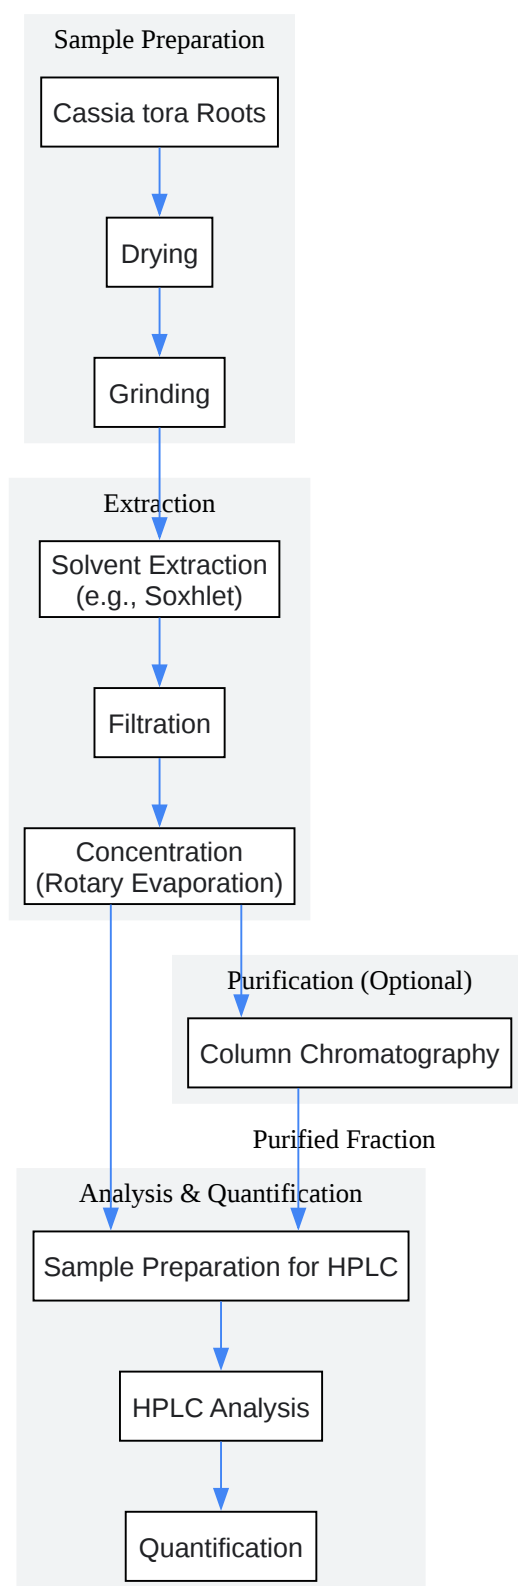 Sample Preparation
Cassia tora Roots
Drying
Grinding
Extraction
Solvent Extraction
(e.g., Soxhlet)
Filtration
Concentration
(Rotary Evaporation)
Purification (Optional)
Column Chromatography
Purified Fraction
Analysis & Quantification
Sample Preparation for HPLC
HPLC Analysis
Quantification